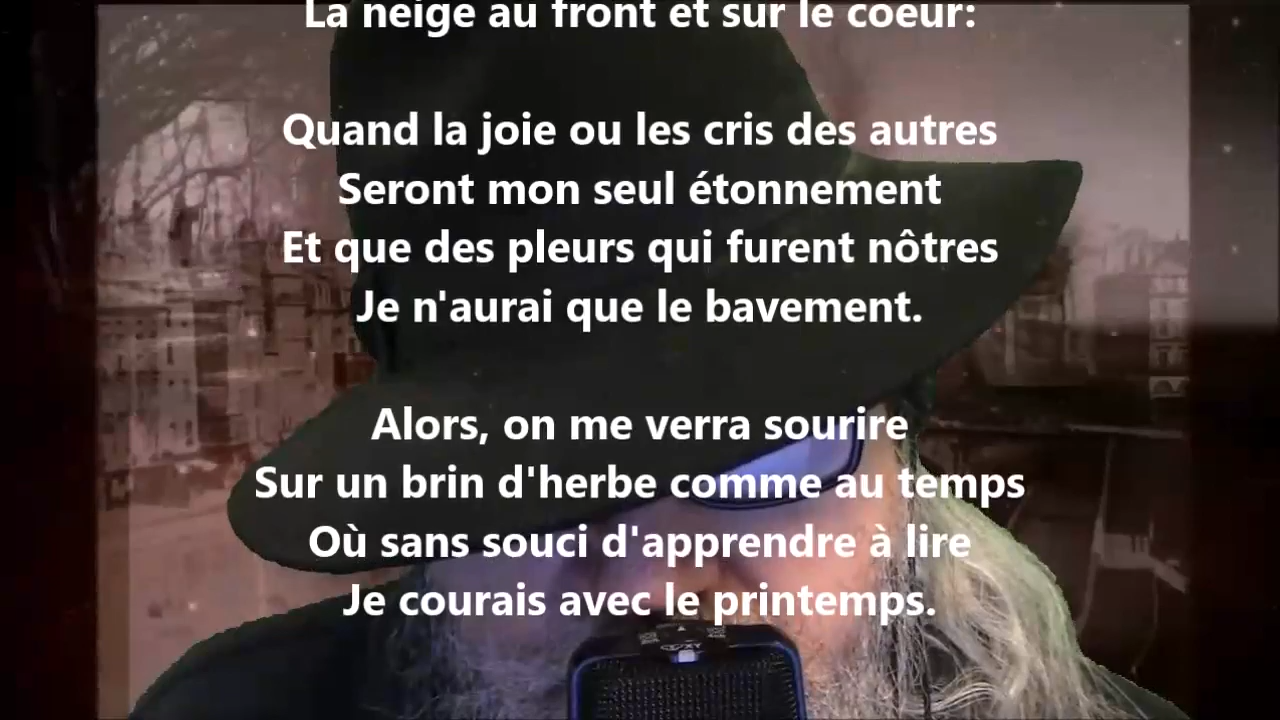 La neige au front et sur le coeur:
Quand la joie ou les cris des autres
Seront mon seul étonnement
Et que des pleurs qui furent nôtres
Je n'aurai que le bavement.
Alors, on me verra sourire
Sur un brin d'herbe comme au temps
Où sans souci d'apprendre à lire
Je courais avec le printemps.